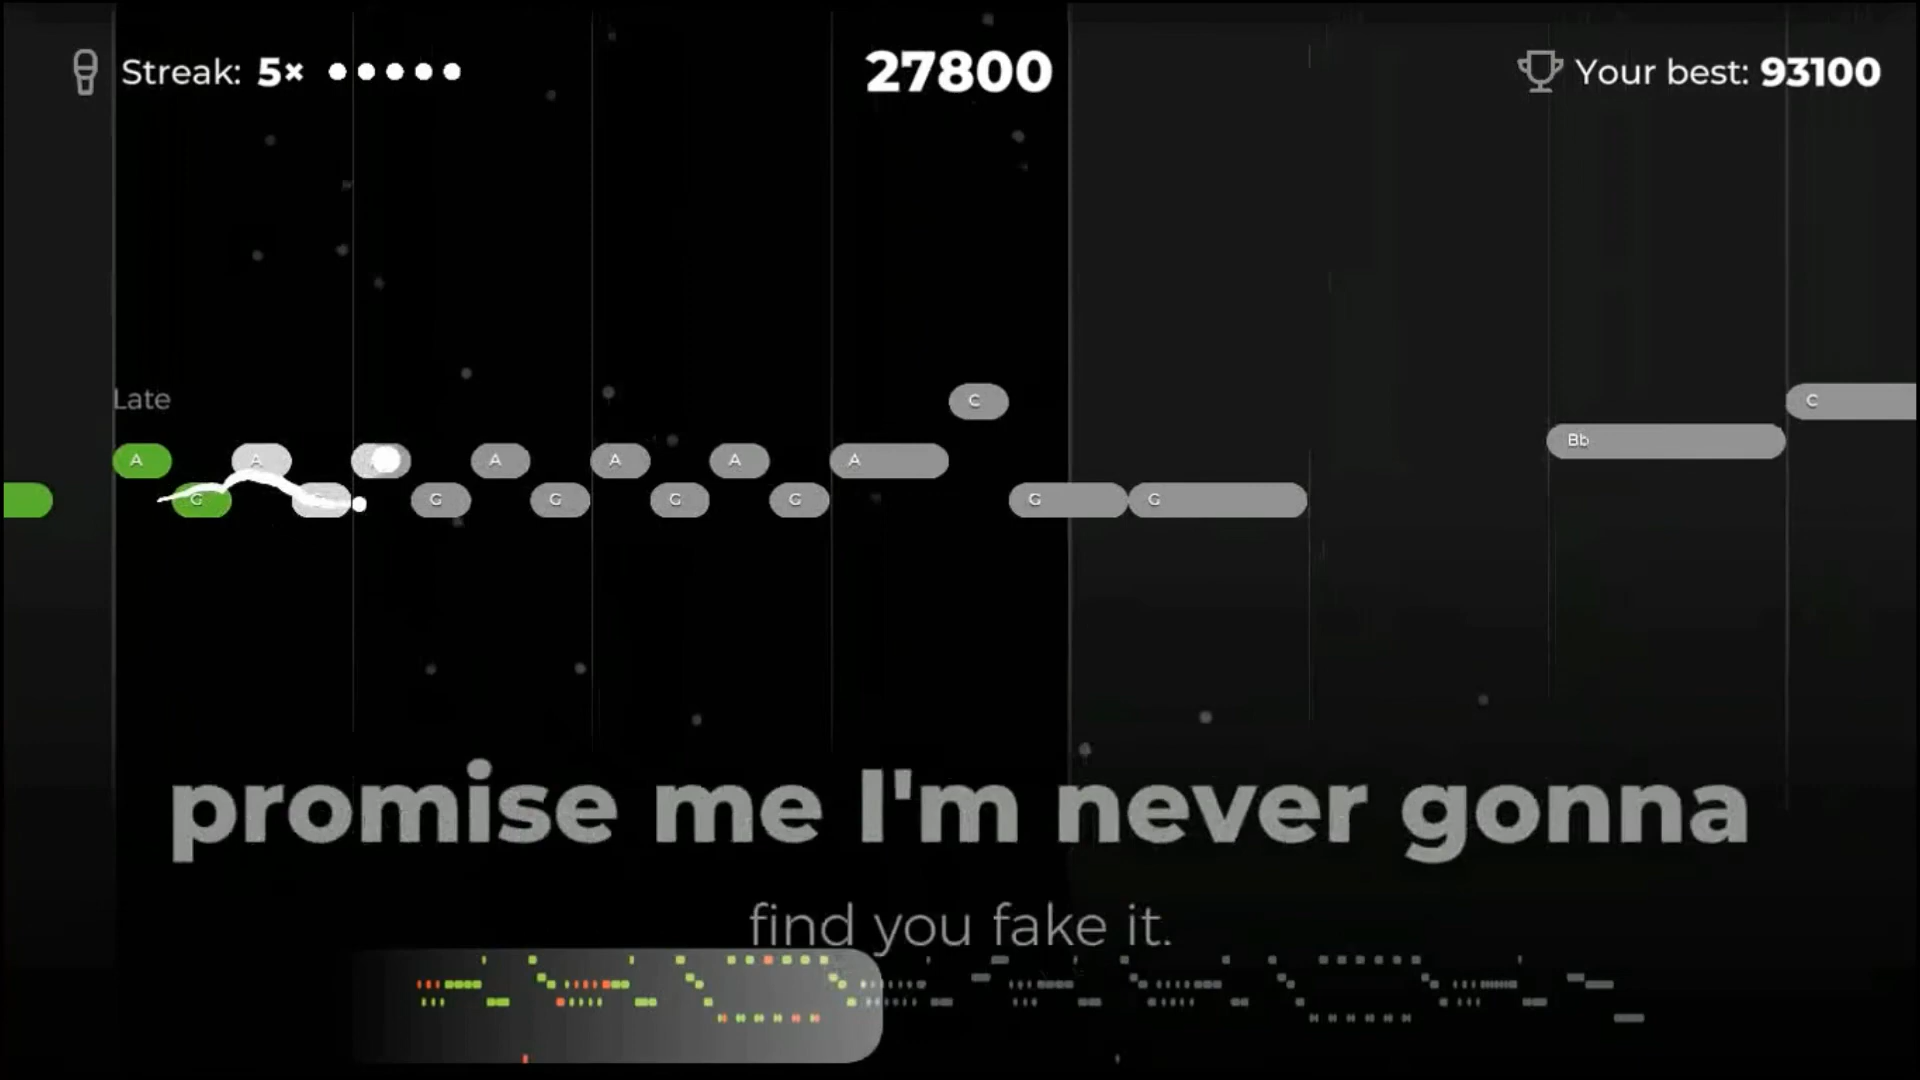 Streak: 5× 27800 Your best: 93100
Late
C C
Bb
A A A A A A
G G G G G G G
promise me I'm never gonna
find you fake it.